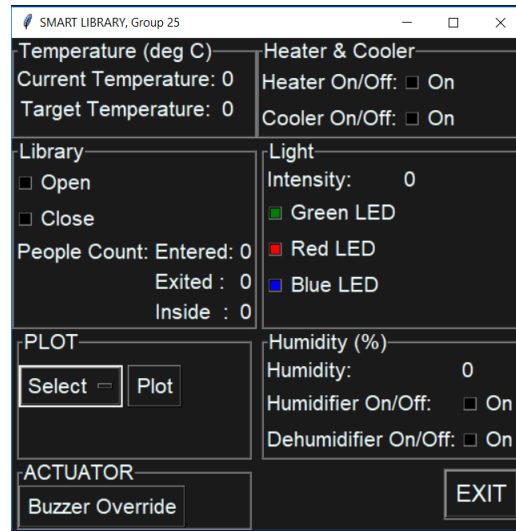 SMART LIBRARY, Group 25
Temperature (deg C)
Current Temperature: 0
Target Temperature: 0
Heater & Cooler
Heater On/Off: On
Cooler On/Off: On
Library
Open
Close
People Count: Entered: 0
Exited : 0
Inside : 0
Light
Intensity: 0
Green LED
Red LED
Blue LED
PLOT
Select Plot
Humidity (%)
Humidity: 0
Humidifier On/Off: On
Dehumidifier On/Off: On
ACTUATOR
Buzzer Override
EXIT